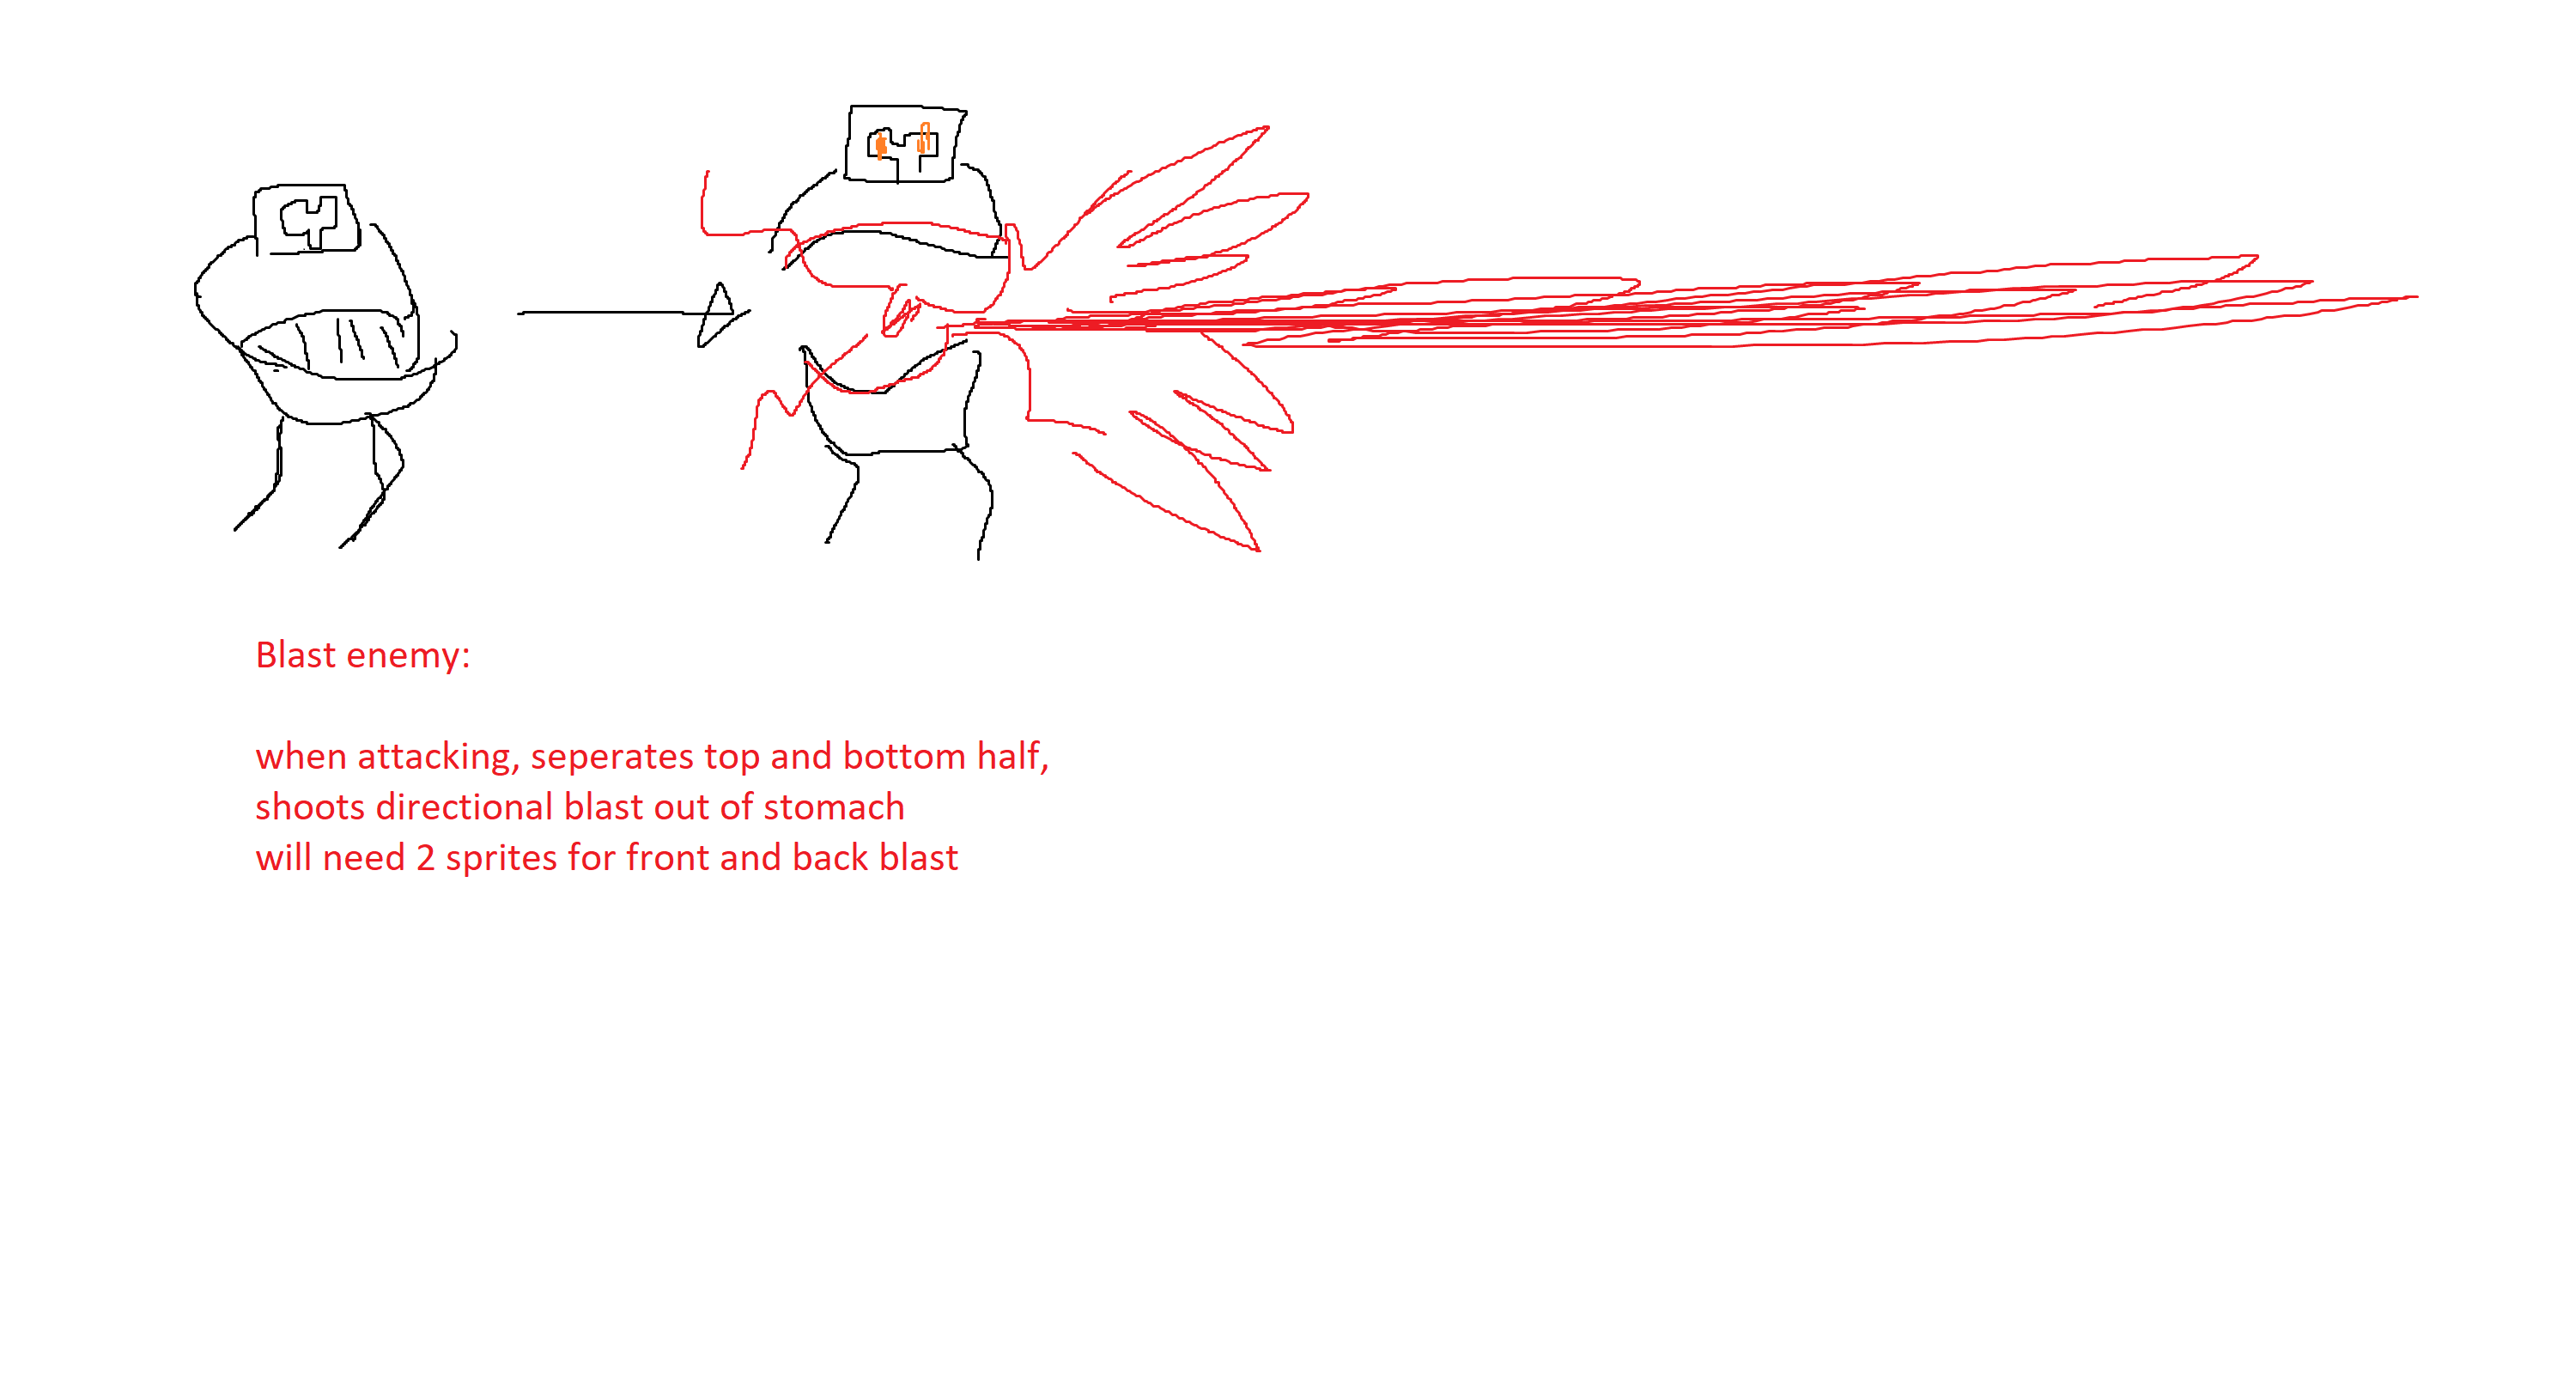 Blast enemy:
when attacking, seperates top and bottom half,
shoots directional blast out of stomach
will need 2 sprites for front and back blast